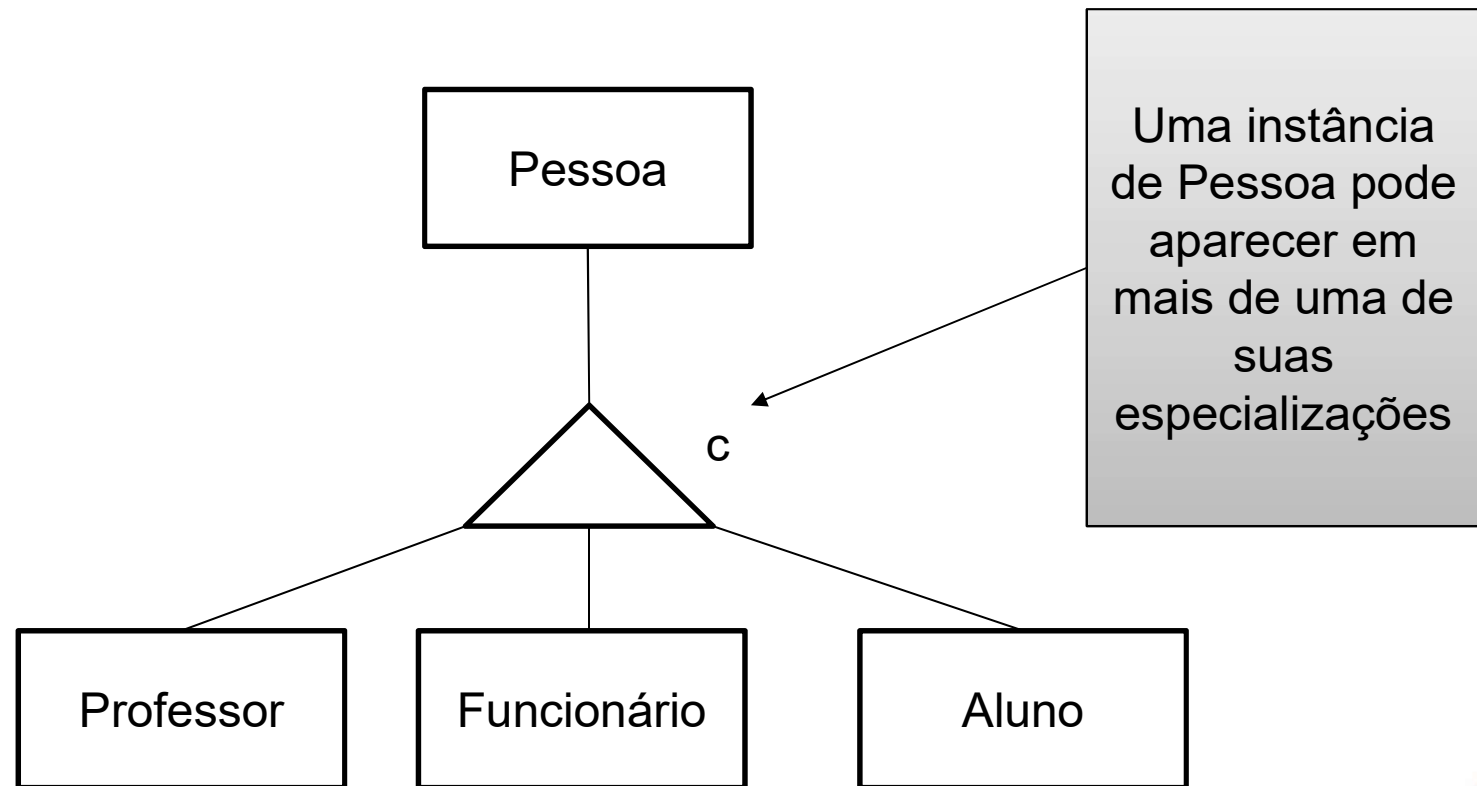 Pessoa
Uma instância
de Pessoa pode
aparecer em
mais de uma de
suas
especializações
c
Professor
Funcionário
Aluno